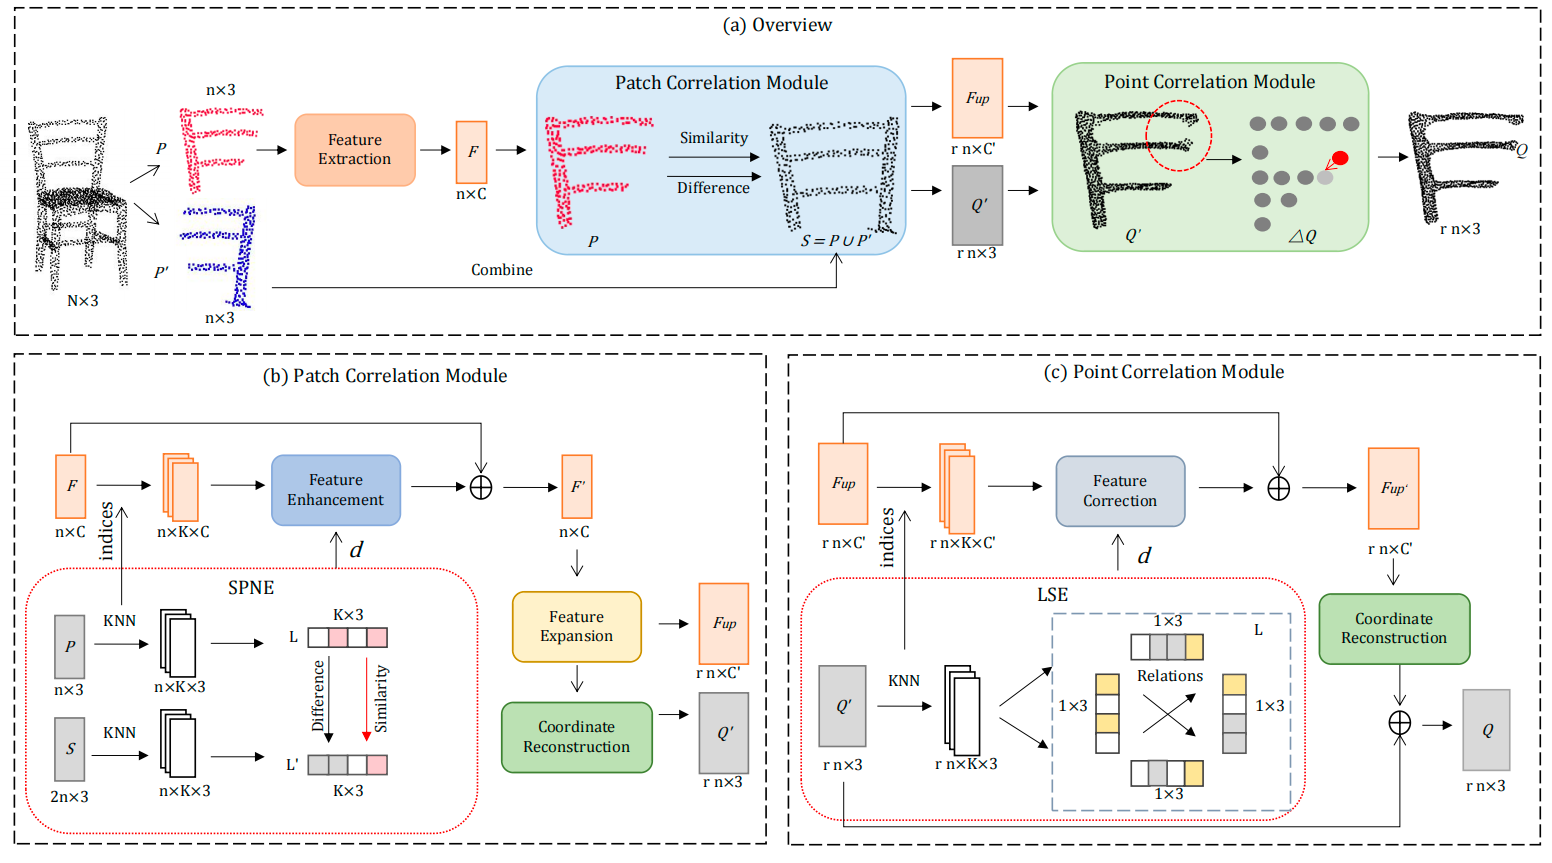 (a) Overview
n×3
P
N×3
P'
n×3
Feature
Extraction
F
n×C
Combine
Patch Correlation Module
Similarity
Difference
P
S = P ∪ P'
Fup
r n×C'
Q'
r n×3
Point Correlation Module
Q'
△Q
Q
r n×3
(b) Patch Correlation Module
F
n×C
indices
n×K×C
Feature
Enhancement
d
F'
n×C
SPNE
P
n×3
KNN
n×K×3
L
K×3
Difference
Similarity
S
2n×3
KNN
n×K×3
L'
K×3
Feature
Expansion
Fup
r n×C'
Coordinate
Reconstruction
Q'
r n×3
(c) Point Correlation Module
Fup
r n×C'
indices
r n×K×C'
Feature
Correction
d
Fup‘
r n×C'
LSE
Q'
r n×3
KNN
r n×K×3
L
1×3
Relations
1×3
1×3
1×3
Coordinate
Reconstruction
Q
r n×3